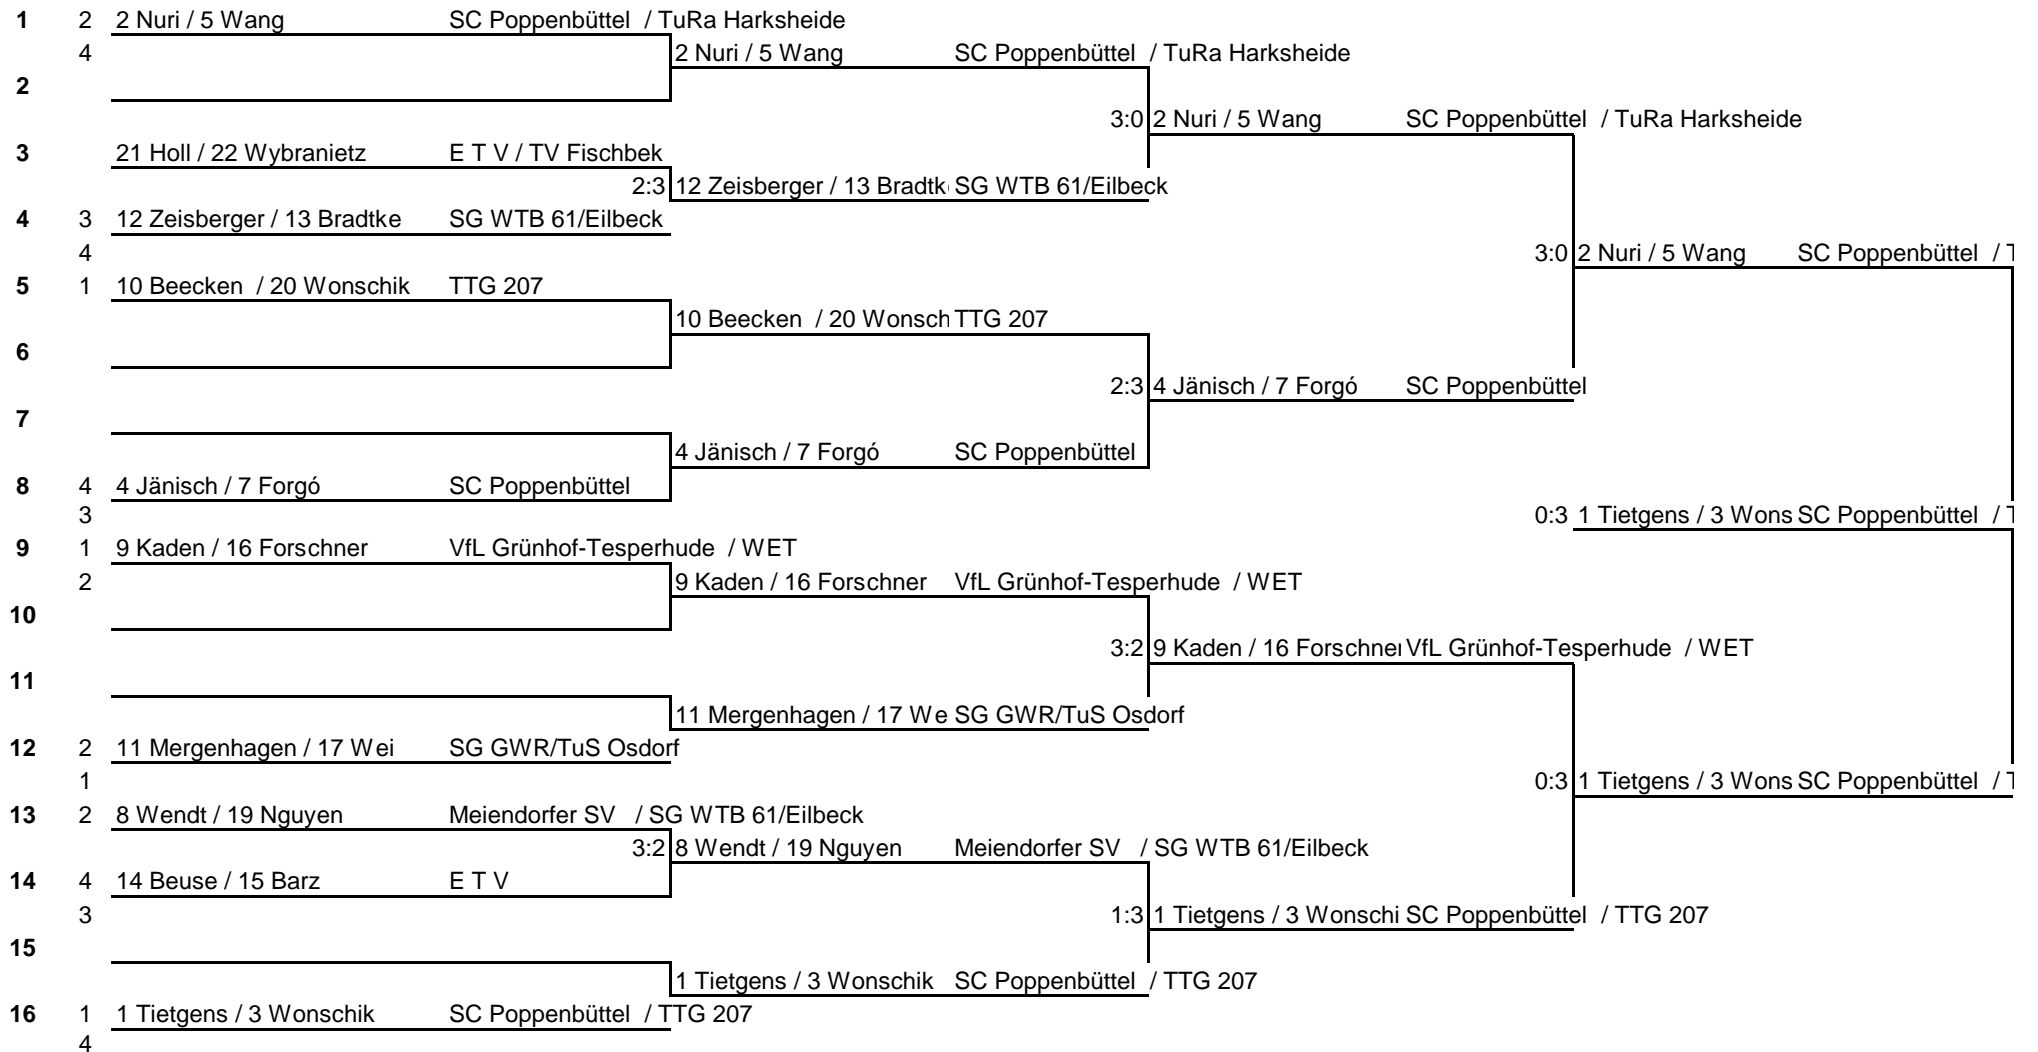 1 2 2 Nuri / 5 Wang SC Poppenbüttel / TuRa Harksheide
4 2 Nuri / 5 Wang SC Poppenbüttel / TuRa Harksheide
2
3:0 2 Nuri / 5 Wang SC Poppenbüttel / TuRa Harksheide
3 21 Holl / 22 Wybranietz E T V / TV Fischbek
2:3 12 Zeisberger / 13 Bradtk SG WTB 61/Eilbeck
4 3 12 Zeisberger / 13 Bradtke SG WTB 61/Eilbeck
4 3:0 2 Nuri / 5 Wang SC Poppenbüttel /
5 1 10 Beecken / 20 Wonschik TTG 207
10 Beecken / 20 Wonsch TTG 207
6
2:3 4 Jänisch / 7 Forgó SC Poppenbüttel
7
4 Jänisch / 7 Forgó SC Poppenbüttel
8 4 4 Jänisch / 7 Forgó SC Poppenbüttel
3 0:3 1 Tietgens / 3 Wons SC Poppenbüttel /
9 1 9 Kaden / 16 Forschner VfL Grünhof-Tesperhude / WET
2 9 Kaden / 16 Forschner VfL Grünhof-Tesperhude / WET
10
3:2 9 Kaden / 16 Forschner VfL Grünhof-Tesperhude / WET
11
11 Mergenhagen / 17 We SG GWR/TuS Osdorf
12 2 11 Mergenhagen / 17 Wei SG GWR/TuS Osdorf
1 0:3 1 Tietgens / 3 Wons SC Poppenbüttel /
13 2 8 Wendt / 19 Nguyen Meiendorfer SV / SG WTB 61/Eilbeck
3:2 8 Wendt / 19 Nguyen Meiendorfer SV / SG WTB 61/Eilbeck
14 4 14 Beuse / 15 Barz E T V
3 1:3 1 Tietgens / 3 Wonschi SC Poppenbüttel / TTG 207
15
1 Tietgens / 3 Wonschik SC Poppenbüttel / TTG 207
16 1 1 Tietgens / 3 Wonschik SC Poppenbüttel / TTG 207
4